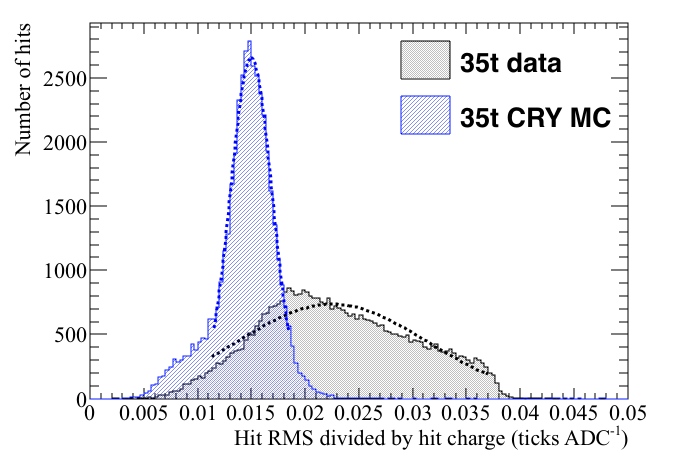 Number of hits
2500
2000
1500
1000
500
0
35t data
35t CRY MC
0 0.005 0.01 0.015 0.02 0.025 0.03 0.035 0.04 0.045 0.05
Hit RMS divided by hit charge (ticks ADC⁻¹)